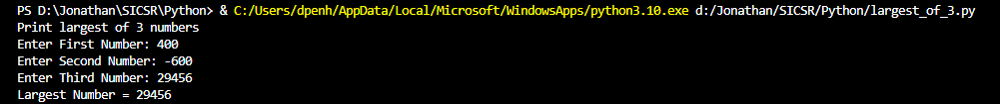 PS D:\Jonathan\SICSR\Python> & C:/Users/dpenh/AppData/Local/Microsoft/WindowsApps/python3.10.exe d:/Jonathan/SICSR/Python/largest_of_3.py
Print largest of 3 numbers
Enter First Number: 400
Enter Second Number: -600
Enter Third Number: 29456
Largest Number = 29456